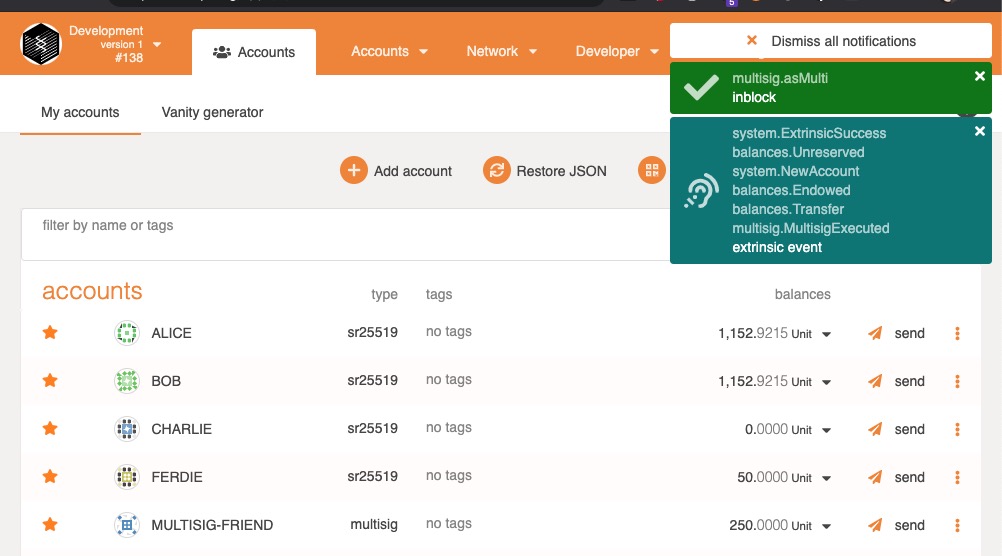 5
Development
version 1
#138
Accounts
Accounts
Network
Developer
Dismiss all notifications
multisig.asMulti
inblock
system.ExtrinsicSuccess
balances.Unreserved
system.NewAccount
balances.Endowed
balances.Transfer
multisig.MultisigExecuted
extrinsic event
My accounts
Vanity generator
Add account
Restore JSON
filter by name or tags
accounts type tags balances
ALICE sr25519 no tags 1,152.9215 Unit send
BOB sr25519 no tags 1,152.9215 Unit send
CHARLIE sr25519 no tags 0.0000 Unit send
FERDIE sr25519 no tags 50.0000 Unit send
MULTISIG-FRIEND multisig no tags 250.0000 Unit send